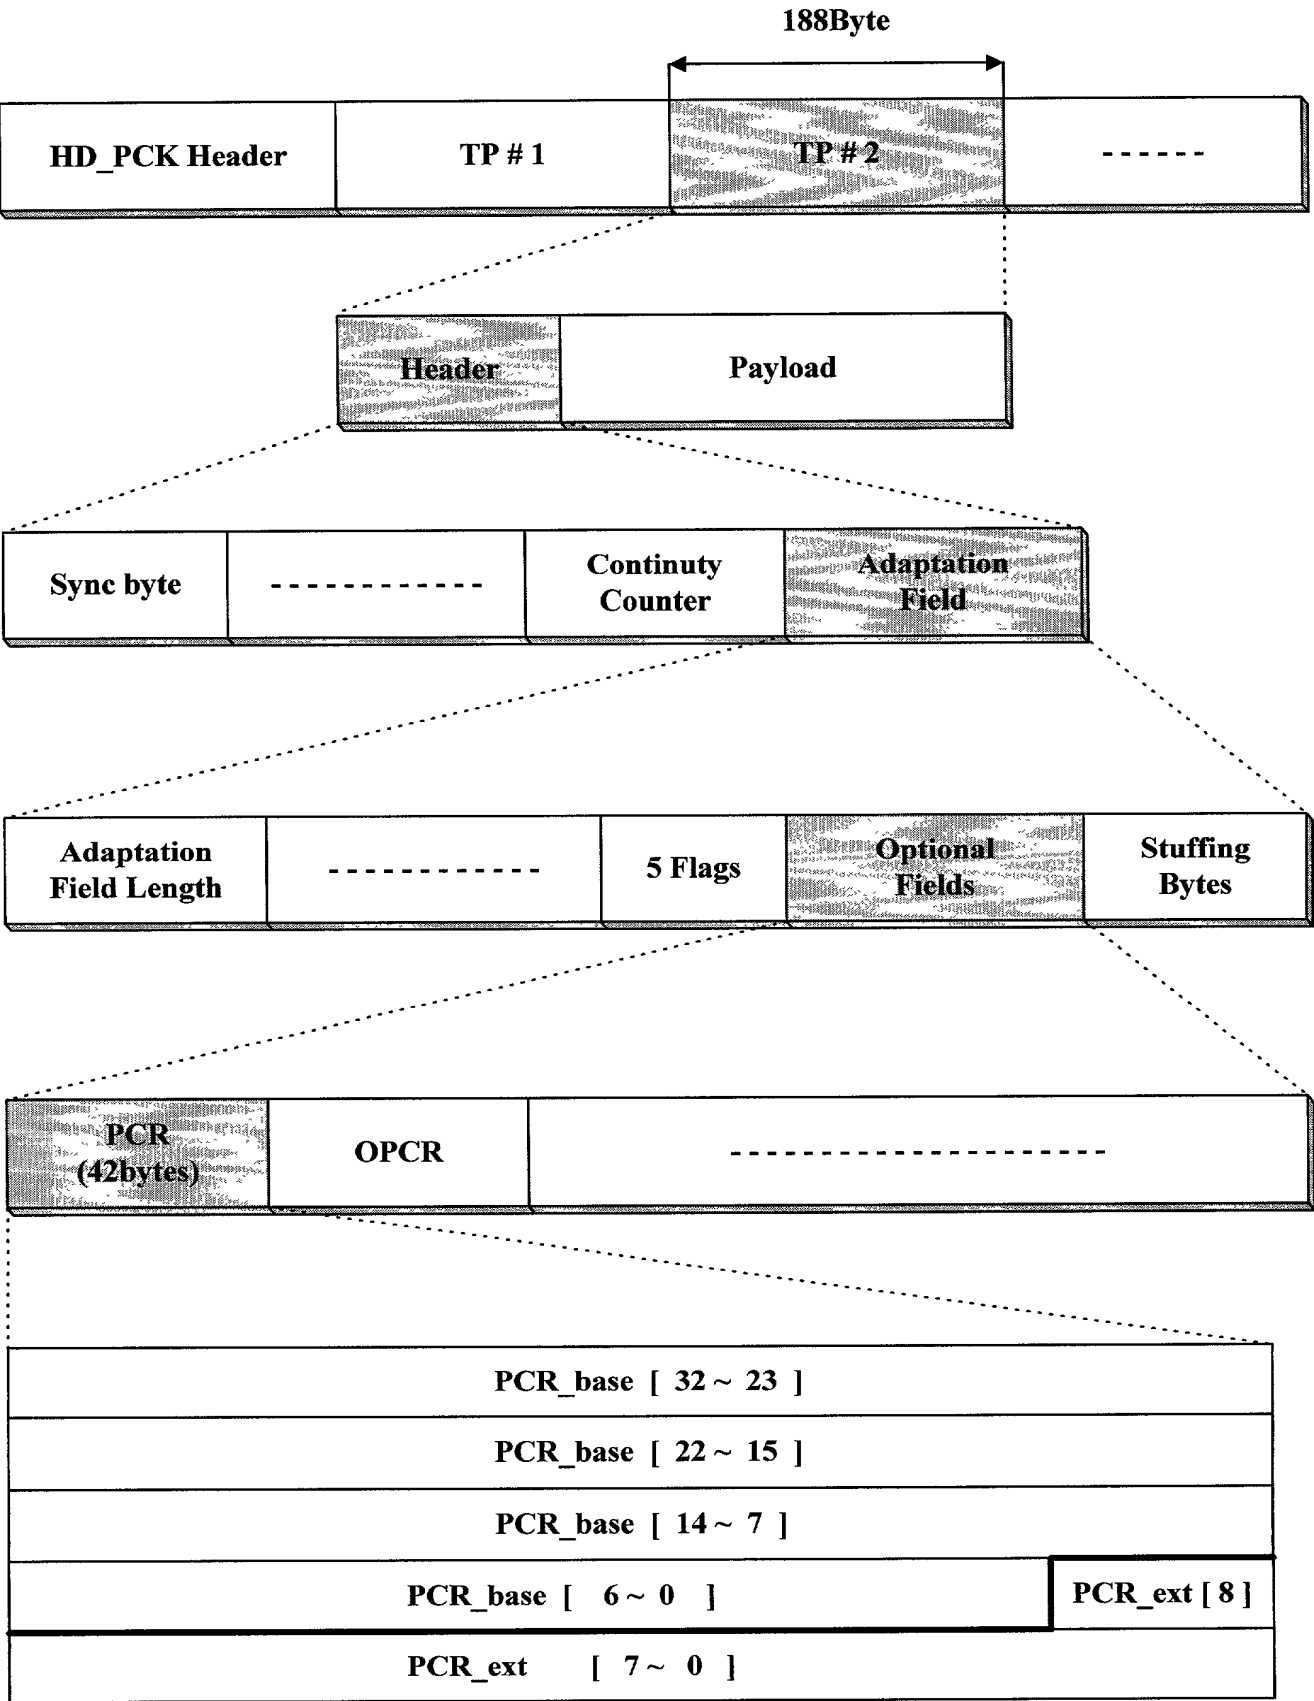 188Byte
HD_PCK Header
TP # 1
TP # 2
Header
Payload
Sync byte
Continuty
Counter
Adaptation
Field
Adaptation
Field Length
5 Flags
Optional
Fields
Stuffing
Bytes
PCR
(42bytes)
OPCR
PCR_base [ 32 ~ 23 ]
PCR_base [ 22 ~ 15 ]
PCR_base [ 14 ~ 7 ]
PCR_base [ 6 ~ 0 ]
PCR_ext [ 8 ]
PCR_ext [ 7 ~ 0 ]